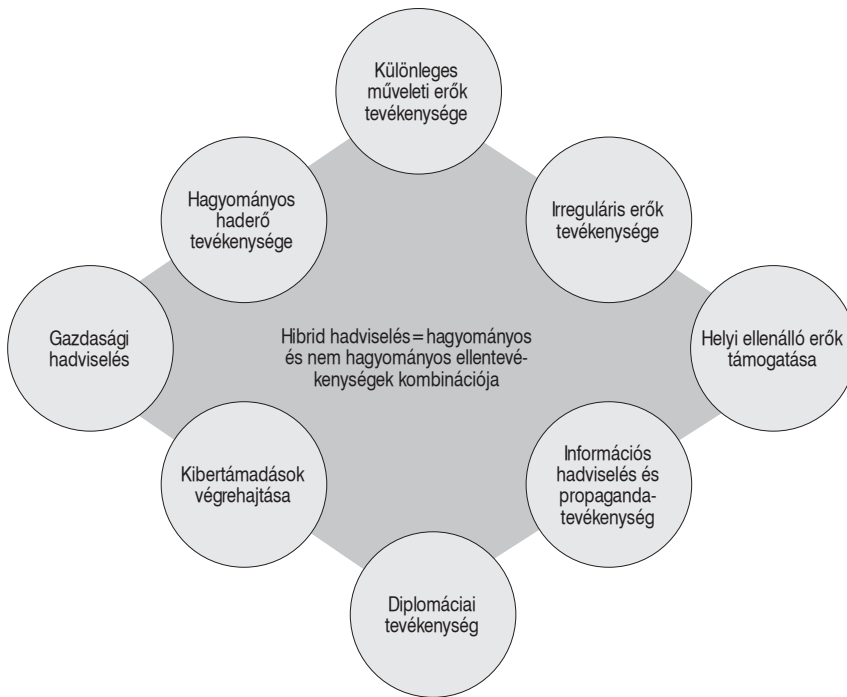 Különleges
műveleti erők
tevékenysége
Hagyományos
haderő
tevékenysége
Irreguláris erők
tevékenysége
Gazdasági
hadviselés
Hibrid hadviselés=hagyományos
és nem hagyományos ellentevé-
kenységek kombinációja
Helyi ellenálló erők
támogatása
Kibertámadások
végrehajtása
Információs
hadviselés és
propaganda-
tevékenység
Diplomáciai
tevékenység